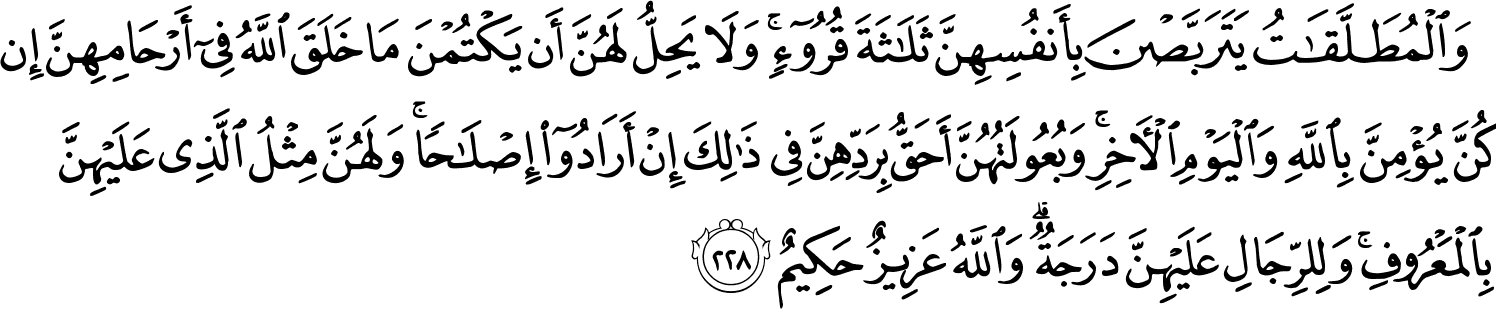 وَٱلْمُطَلَّقَـٰتُ يَتَرَبَّصْنَ بِأَنفُسِهِنَّ ثَلَـٰثَةَ قُرُوٓءٍۢ ۚ وَلَا يَحِلُّ لَهُنَّ أَن يَكْتُمْنَ مَا خَلَقَ ٱللَّهُ فِىٓ أَرْحَامِهِنَّ إِن
كُنَّ يُؤْمِنَّ بِٱللَّهِ وَٱلْيَوْمِ ٱلْـَٔاخِرِ ۚ وَبُعُولَتُهُنَّ أَحَقُّ بِرَدِّهِنَّ فِى ذَٰلِكَ إِنْ أَرَادُوٓا۟ إِصْلَـٰحًا ۚ وَلَهُنَّ مِثْلُ ٱلَّذِى عَلَيْهِنَّ
بِٱلْمَعْرُوفِ ۚ وَلِلرِّجَالِ عَلَيْهِنَّ دَرَجَةٌ ۗ وَٱللَّهُ عَزِيزٌ حَكِيمٌ ٢٢٨